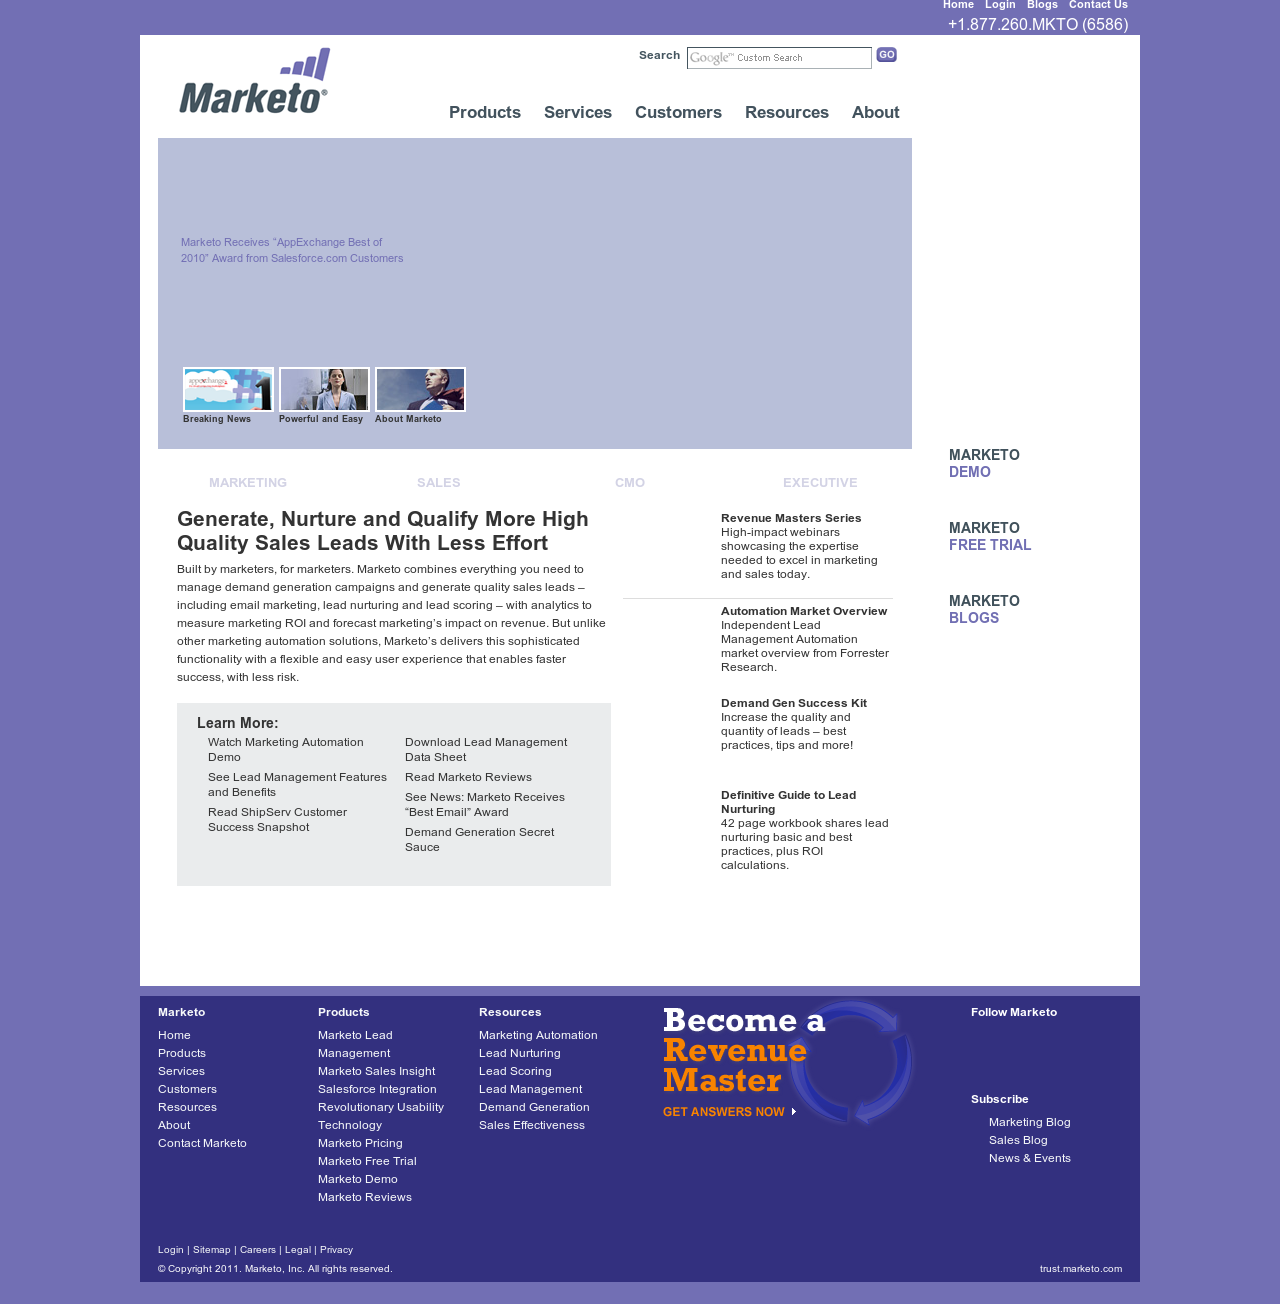 Home Login Blogs Contact Us
+1.877.260.MKTO (6586)
Marketo®
Search Google™ Custom Search GO
Products Services Customers Resources About
Marketo Receives “AppExchange Best of
2010” Award from Salesforce.com Customers
appexchange #1
Breaking News Powerful and Easy About Marketo
MARKETO
DEMO
MARKETO
FREE TRIAL
MARKETO
BLOGS
MARKETING SALES CMO EXECUTIVE
Generate, Nurture and Qualify More High
Quality Sales Leads With Less Effort
Built by marketers, for marketers. Marketo combines everything you need to
manage demand generation campaigns and generate quality sales leads –
including email marketing, lead nurturing and lead scoring – with analytics to
measure marketing ROI and forecast marketing’s impact on revenue. But unlike
other marketing automation solutions, Marketo’s delivers this sophisticated
functionality with a flexible and easy user experience that enables faster
success, with less risk.
Learn More:
Watch Marketing Automation
Demo
See Lead Management Features
and Benefits
Read ShipServ Customer
Success Snapshot
Download Lead Management
Data Sheet
Read Marketo Reviews
See News: Marketo Receives
“Best Email” Award
Demand Generation Secret
Sauce
Revenue Masters Series
High-impact webinars
showcasing the expertise
needed to excel in marketing
and sales today.
Automation Market Overview
Independent Lead
Management Automation
market overview from Forrester
Research.
Demand Gen Success Kit
Increase the quality and
quantity of leads – best
practices, tips and more!
Definitive Guide to Lead
Nurturing
42 page workbook shares lead
nurturing basic and best
practices, plus ROI
calculations.
Marketo
Home
Products
Services
Customers
Resources
About
Contact Marketo
Products
Marketo Lead
Management
Marketo Sales Insight
Salesforce Integration
Revolutionary Usability
Technology
Marketo Pricing
Marketo Free Trial
Marketo Demo
Marketo Reviews
Resources
Marketing Automation
Lead Nurturing
Lead Scoring
Lead Management
Demand Generation
Sales Effectiveness
Become a
Revenue
Master
GET ANSWERS NOW
Follow Marketo
Subscribe
Marketing Blog
Sales Blog
News & Events
Login | Sitemap | Careers | Legal | Privacy
© Copyright 2011. Marketo, Inc. All rights reserved.
trust.marketo.com